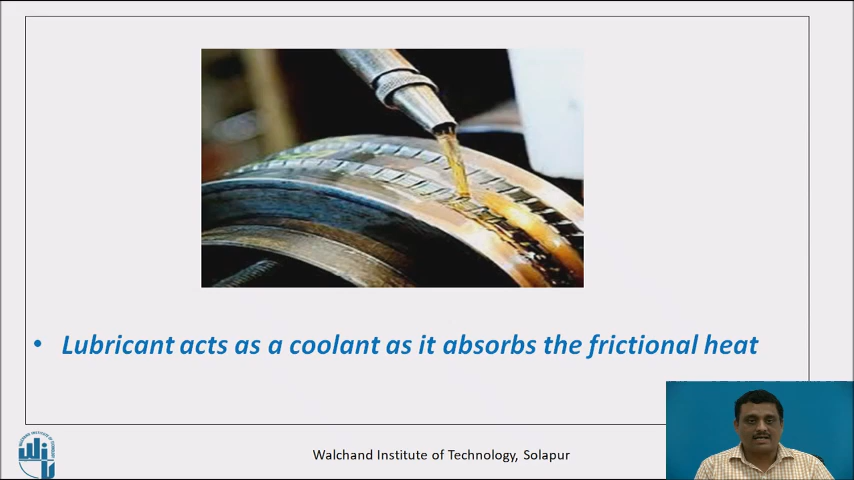 • Lubricant acts as a coolant as it absorbs the frictional heat
Walchand Institute of Technology, Solapur